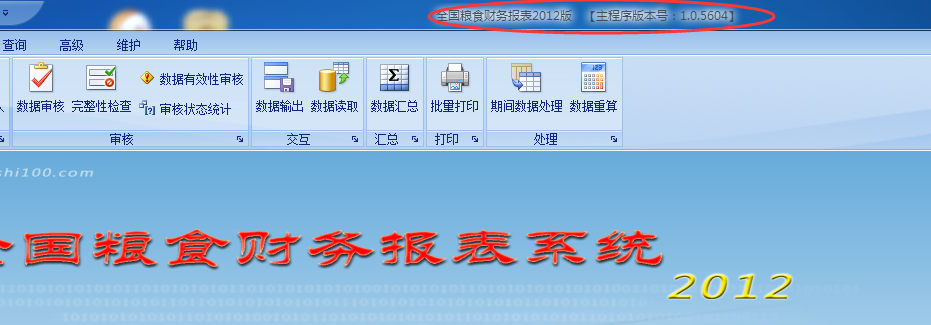 全国粮食财务报表2012版 【主程序版本号：1.0.5604】
查询 高级 维护 帮助
数据审核 完整性检查 数据有效性审核 审核状态统计 数据输出 数据读取 数据汇总 批量打印 期间数据处理 数据重算
审核 交互 汇总 打印 处理
shi100.com
全国粮食财务报表系统
2012